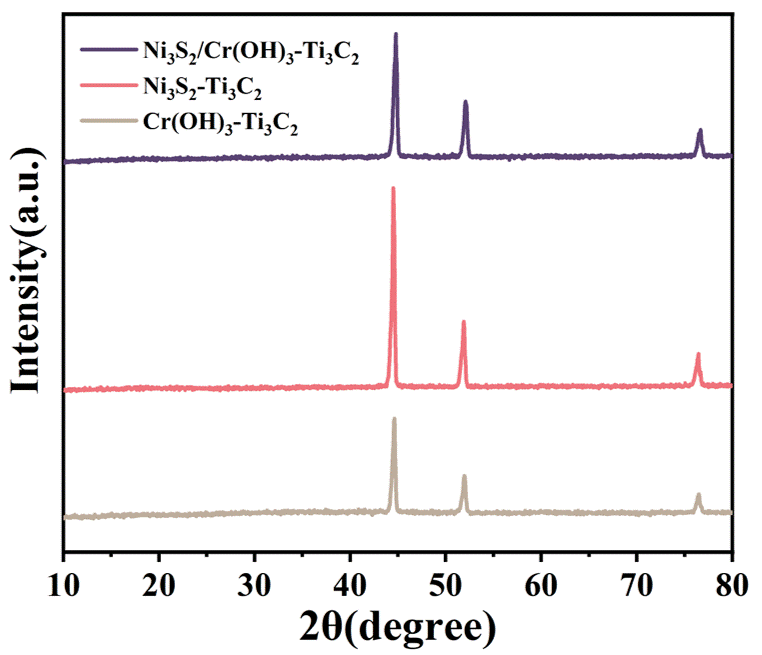 Ni₃S₂/Cr(OH)₃-Ti₃C₂
Ni₃S₂-Ti₃C₂
Cr(OH)₃-Ti₃C₂
Intensity(a.u.)
10 20 30 40 50 60 70 80
2θ(degree)